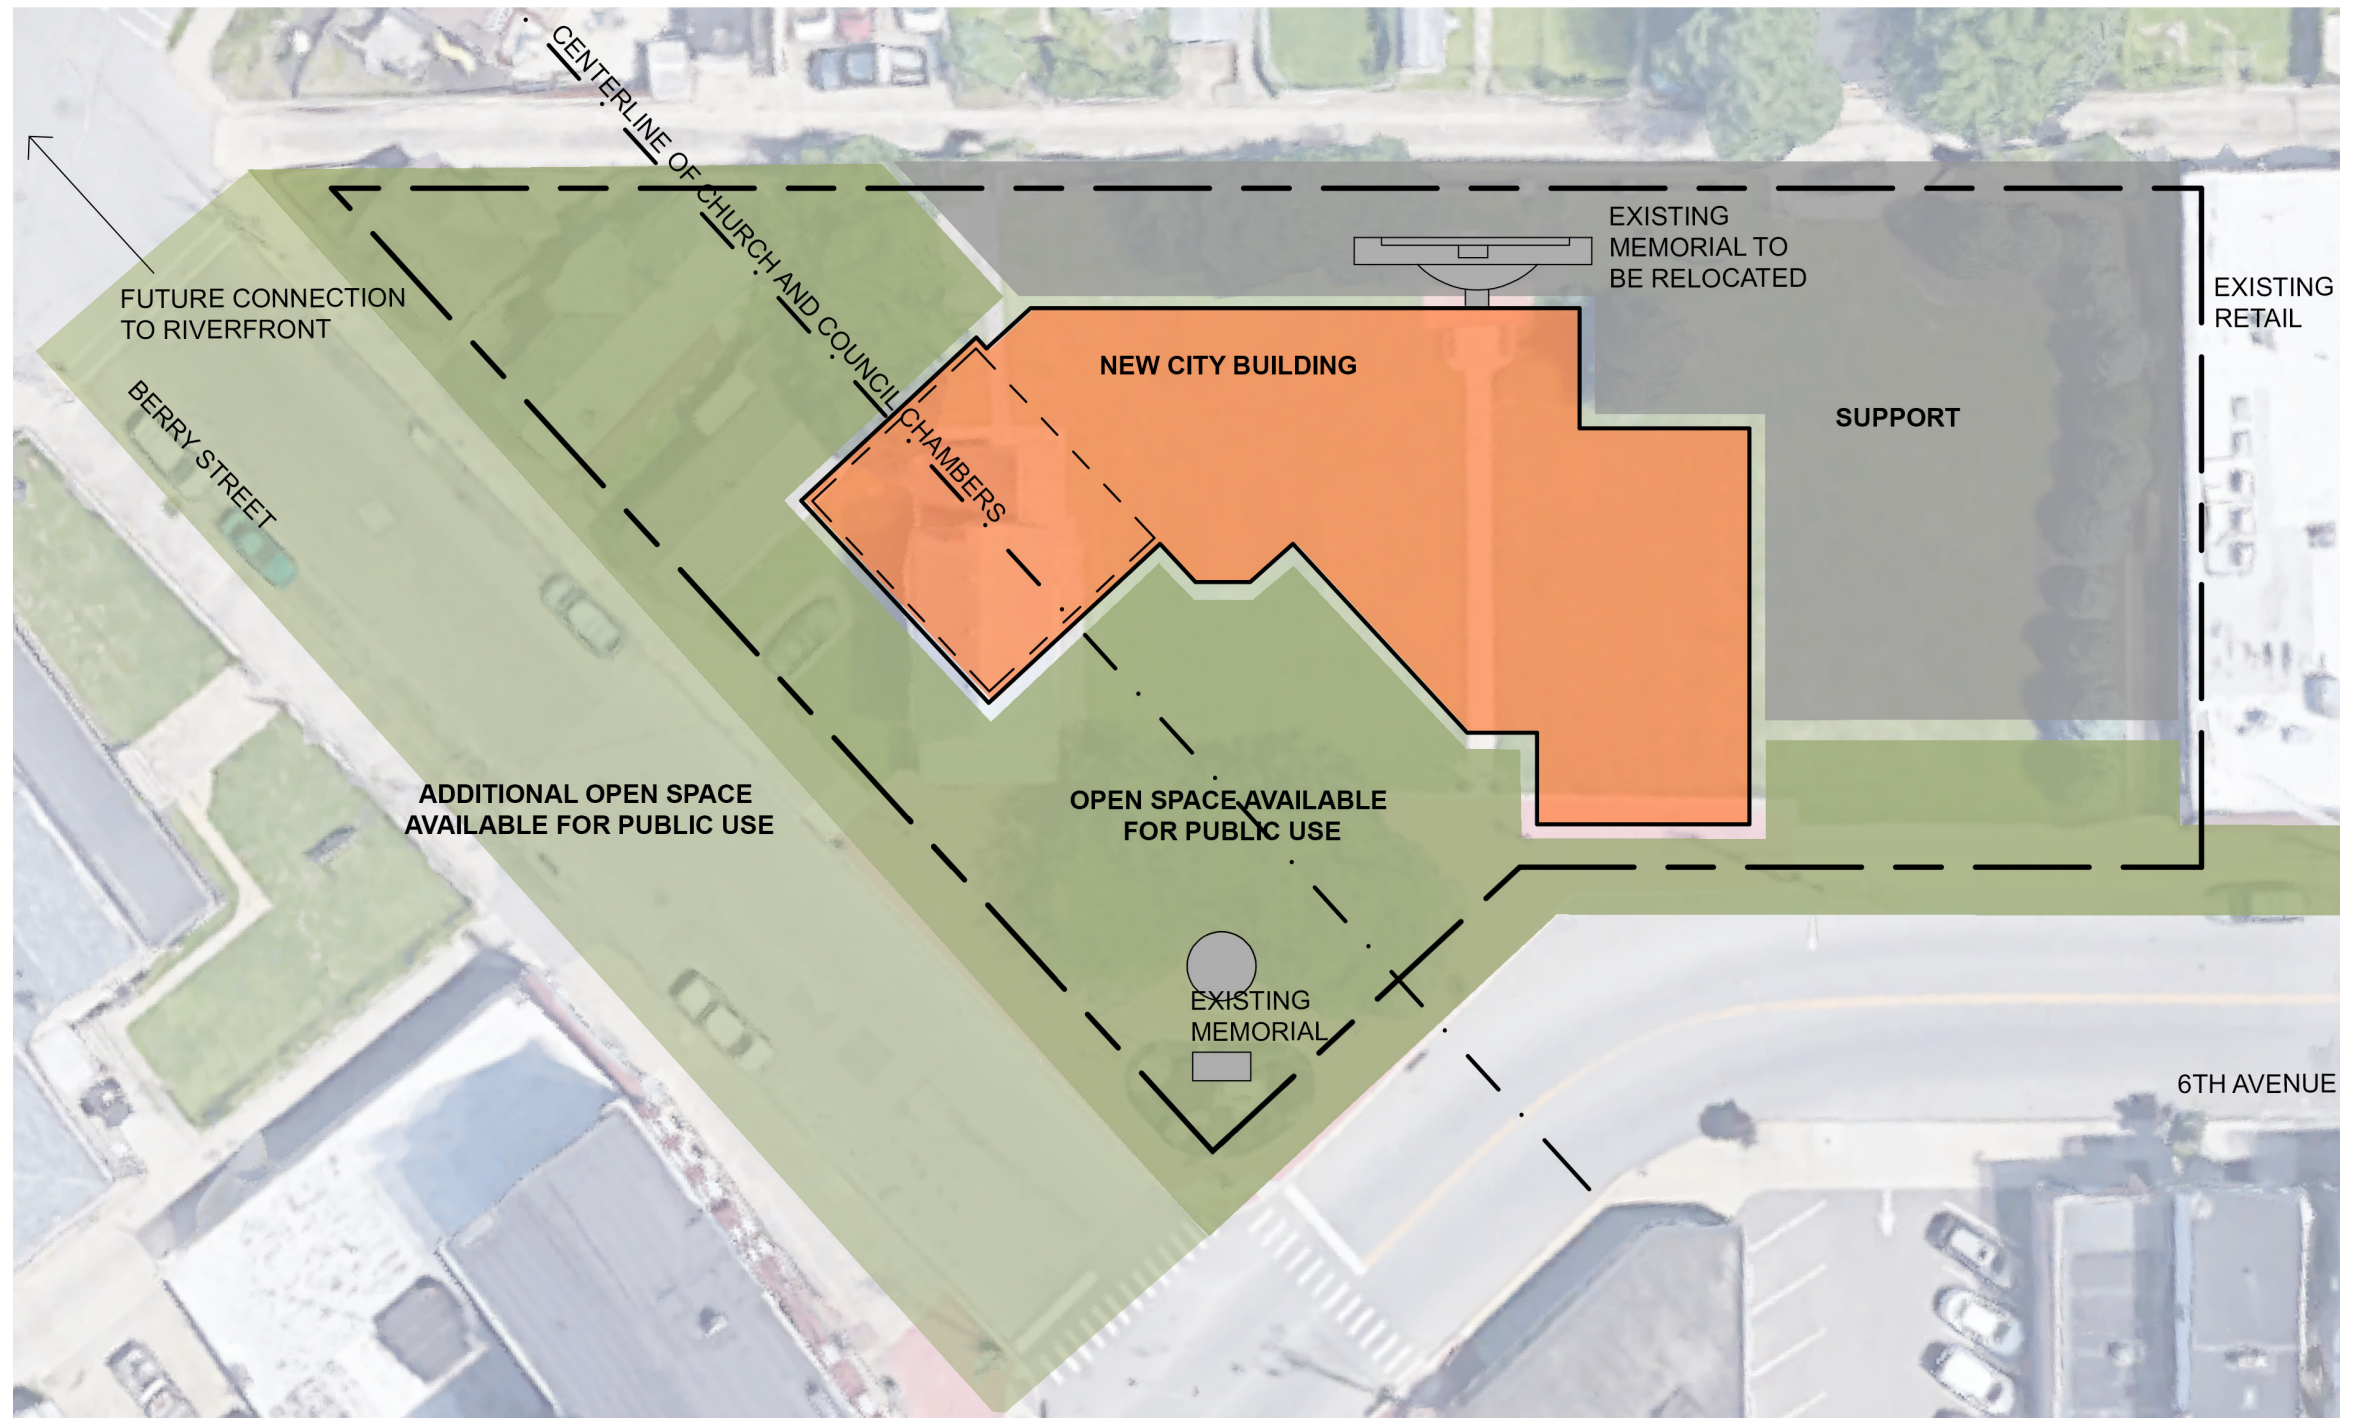 CENTERLINE OF CHURCH AND COUNCIL CHAMBERS
EXISTING
MEMORIAL TO
BE RELOCATED
EXISTING
RETAIL
FUTURE CONNECTION
TO RIVERFRONT
NEW CITY BUILDING
SUPPORT
BERRY STREET
ADDITIONAL OPEN SPACE
AVAILABLE FOR PUBLIC USE
OPEN SPACE AVAILABLE
FOR PUBLIC USE
EXISTING
MEMORIAL
6TH AVENUE